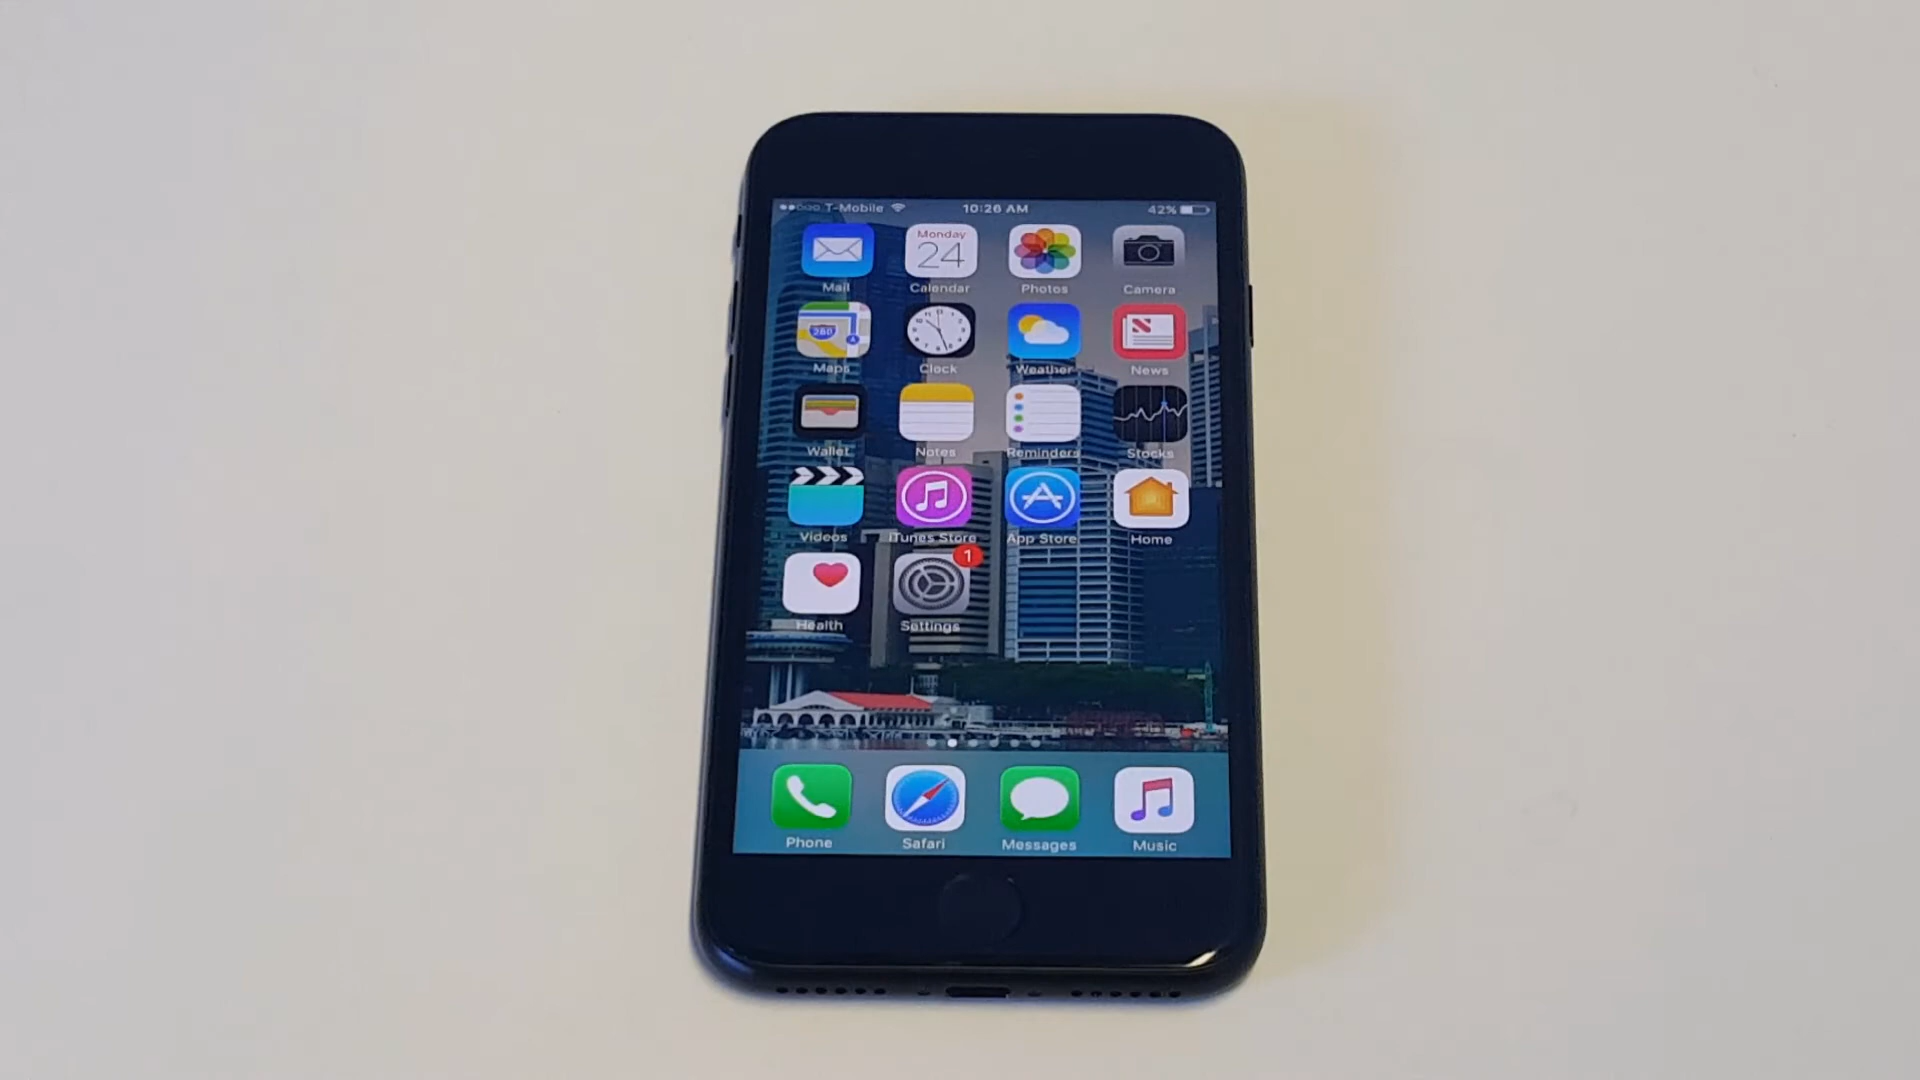 T-Mobile 10:26 AM 42%
Monday
24
Mail Calendar Photos Camera
280
Maps Clock Weather News
Wallet Notes Reminders Stocks
Videos iTunes Store App Store Home
1
Health Settings
Phone Safari Messages Music